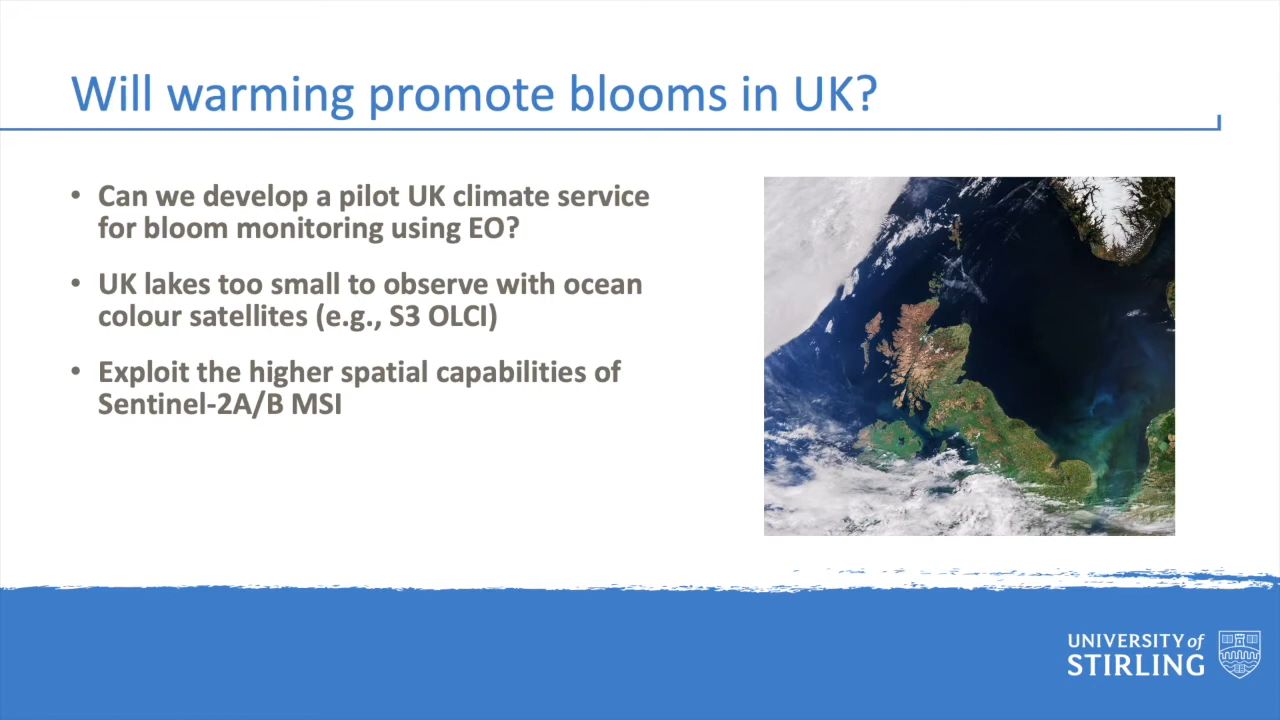 Will warming promote blooms in UK?
• Can we develop a pilot UK climate service
for bloom monitoring using EO?
• UK lakes too small to observe with ocean
colour satellites (e.g., S3 OLCI)
• Exploit the higher spatial capabilities of
Sentinel-2A/B MSI
UNIVERSITY of
STIRLING